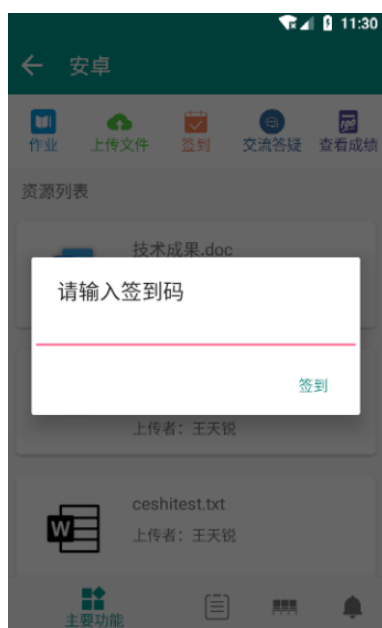 11:30
安卓
作业 上传文件 签到 交流答疑 查看成绩
资源列表
技术成果.doc
请输入签到码
签到
上传者：王天锐
ceshitest.txt
上传者：王天锐
主要功能